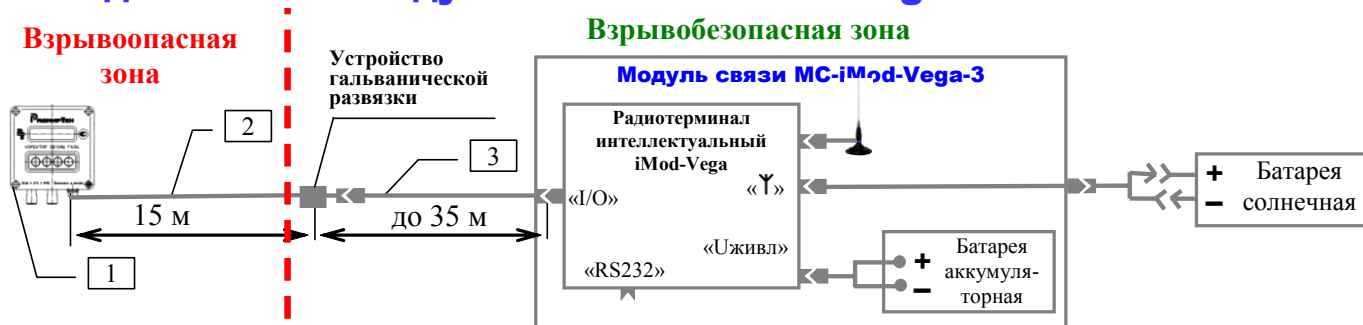 Взрывоопасная
зона
Взрывобезопасная зона
Устройство
гальванической
развязки
Модуль связи MC-iMod-Vega-3
Радиотерминал
интеллектуальный
iMod-Vega
2
3
1
15 м
до 35 м
«I/O»
«Uживл»
«RS232»
+
Батарея
– солнечная
+
Батарея
аккумуля-
– торная